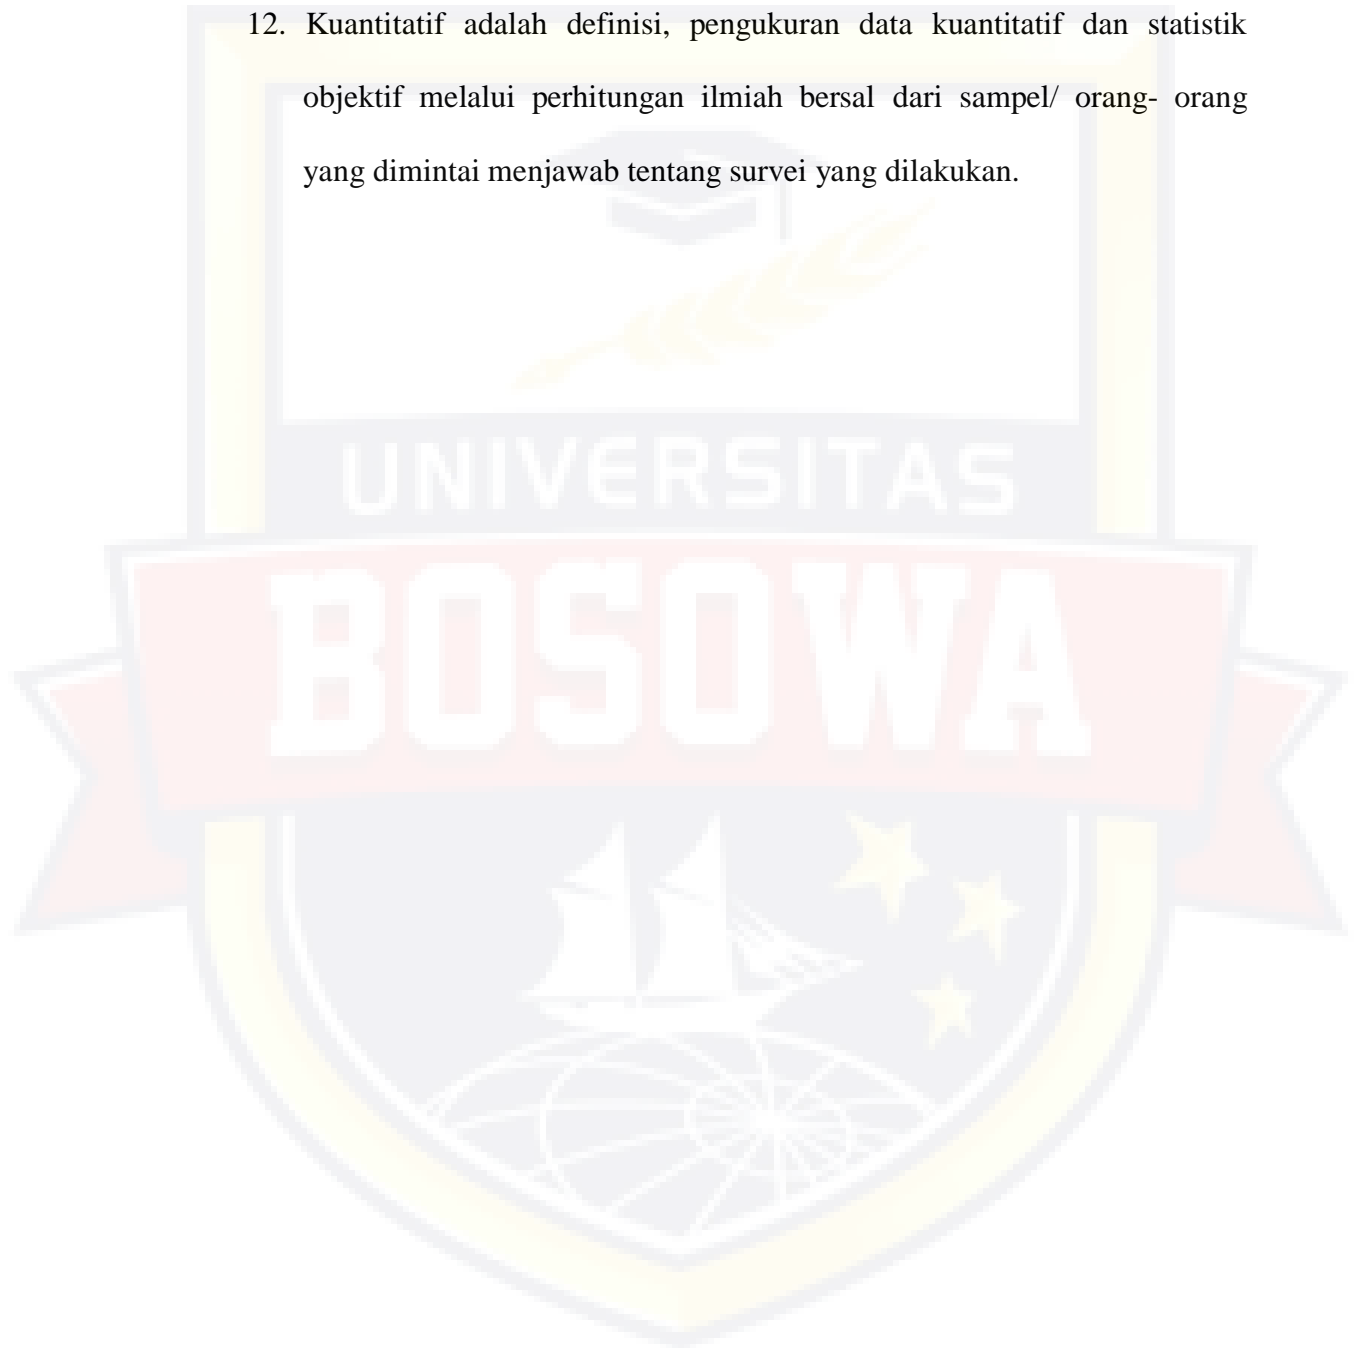 12. Kuantitatif adalah definisi, pengukuran data kuantitatif dan statistik
objektif melalui perhitungan ilmiah bersal dari sampel/ orang- orang
yang dimintai menjawab tentang survei yang dilakukan.
UNIVERSITAS
BOSOWA